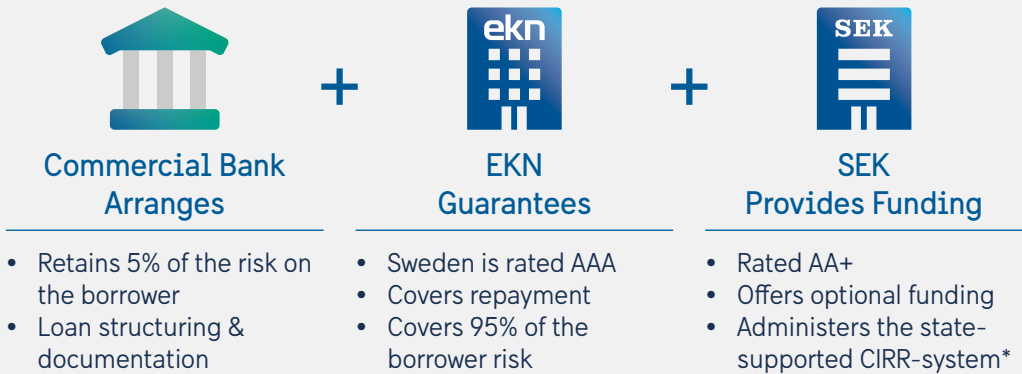 ekn
SEK
+
+
Commercial Bank
Arranges
• Retains 5% of the risk on
the borrower
• Loan structuring &
documentation
EKN
Guarantees
• Sweden is rated AAA
• Covers repayment
• Covers 95% of the
borrower risk
SEK
Provides Funding
• Rated AA+
• Offers optional funding
• Administers the state-
supported CIRR-system*